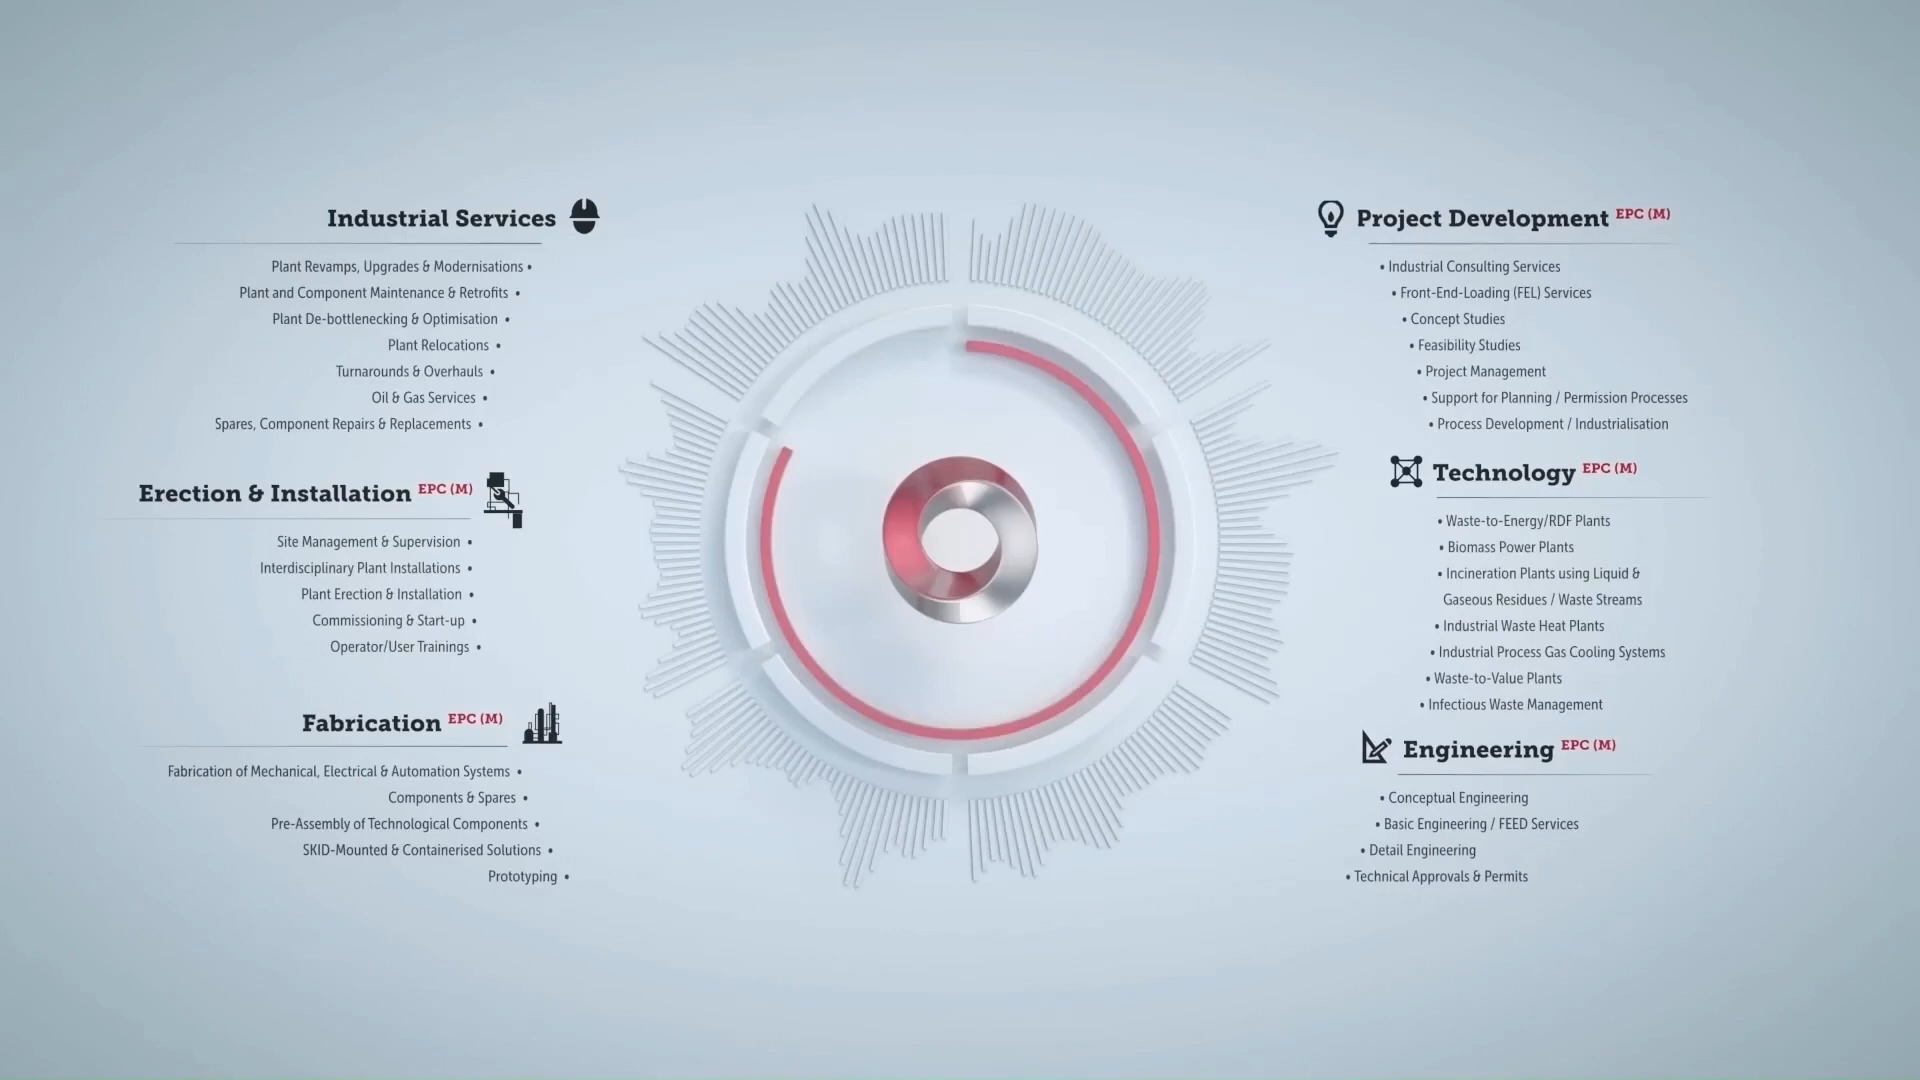 Industrial Services
Plant Revamps, Upgrades & Modernisations •
Plant and Component Maintenance & Retrofits •
Plant De-bottlenecking & Optimisation •
Plant Relocations •
Turnarounds & Overhauls •
Oil & Gas Services •
Spares, Component Repairs & Replacements •
Erection & Installation EPC (M)
Site Management & Supervision •
Interdisciplinary Plant Installations •
Plant Erection & Installation •
Commissioning & Start-up •
Operator/User Trainings •
Fabrication EPC (M)
Fabrication of Mechanical, Electrical & Automation Systems •
Components & Spares •
Pre-Assembly of Technological Components •
SKID-Mounted & Containerised Solutions •
Prototyping •
Project Development EPC (M)
• Industrial Consulting Services
• Front-End-Loading (FEL) Services
• Concept Studies
• Feasibility Studies
• Project Management
• Support for Planning / Permission Processes
• Process Development / Industrialisation
Technology EPC (M)
• Waste-to-Energy/RDF Plants
• Biomass Power Plants
• Incineration Plants using Liquid &
Gaseous Residues / Waste Streams
• Industrial Waste Heat Plants
• Industrial Process Gas Cooling Systems
• Waste-to-Value Plants
• Infectious Waste Management
Engineering EPC (M)
• Conceptual Engineering
• Basic Engineering / FEED Services
• Detail Engineering
• Technical Approvals & Permits